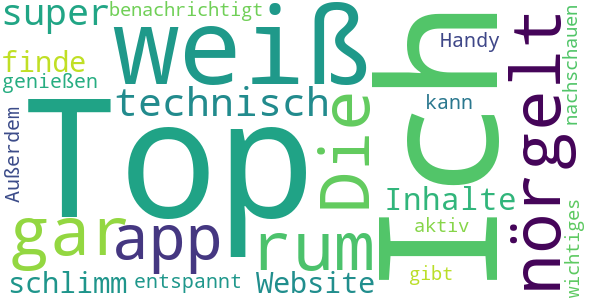 super
benachrichtigt
weiß
finde
genießen
technisch
Top
Außerdem
Die
gar
app
rum
schlimm
entspannt
Website
Ich
Handy
kann
Inhalte
aktiv
gibt
nörgelt
nachschauen
wichtiges